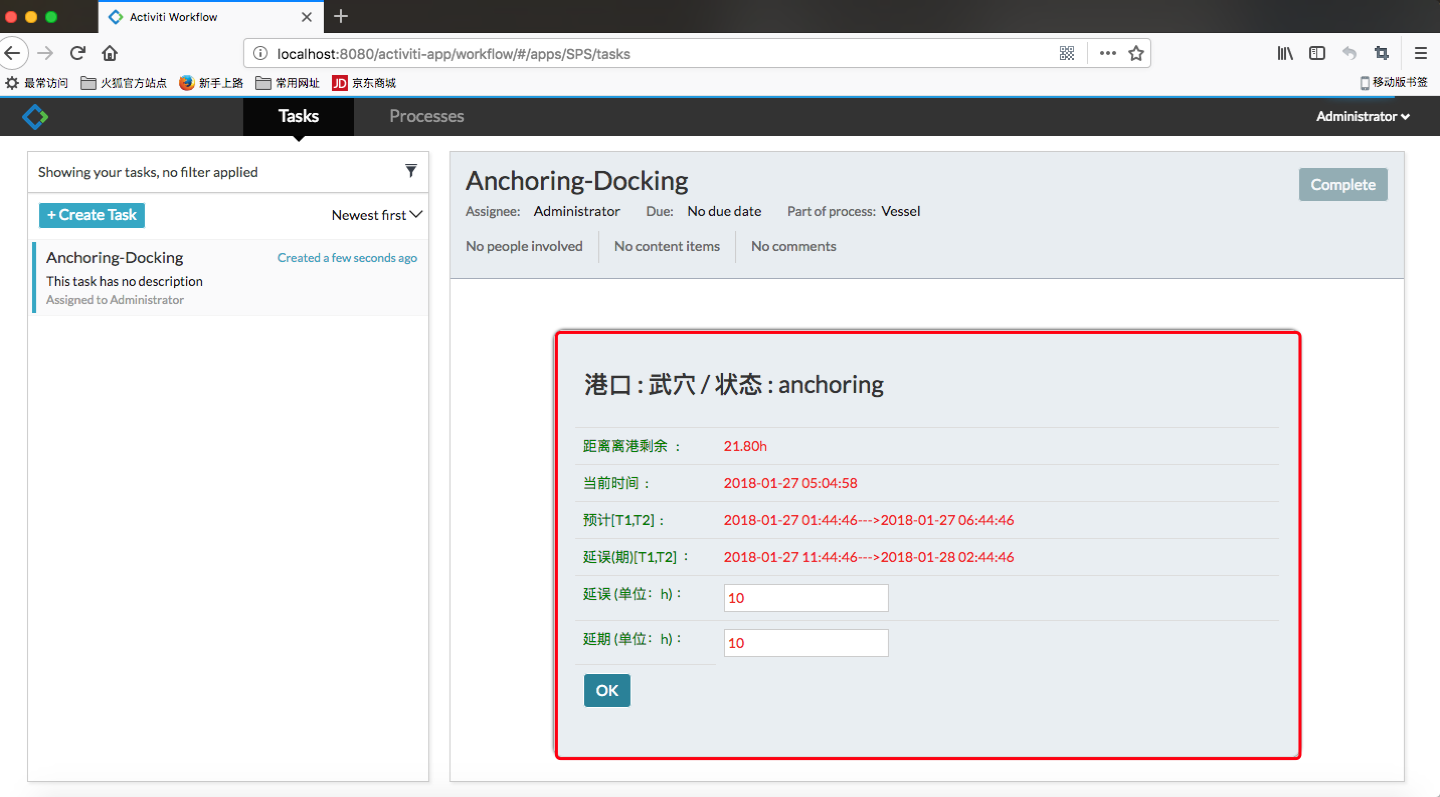 Activiti Workflow
localhost:8080/activiti-app/workflow/#/apps/SPS/tasks
最常访问 火狐官方站点 新手上路 常用网址 JD 京东商城 移动版书签
Tasks Processes Administrator
Showing your tasks, no filter applied
+ Create Task Newest first
Anchoring-Docking Created a few seconds ago
This task has no description
Assigned to Administrator
Anchoring-Docking Complete
Assignee: Administrator Due: No due date Part of process: Vessel
No people involved No content items No comments
港口 : 武穴 / 状态 : anchoring
距离离港剩余 : 21.80h
当前时间 : 2018-01-27 05:04:58
预计[T1,T2] : 2018-01-27 01:44:46--->2018-01-27 06:44:46
延误(期)[T1,T2] : 2018-01-27 11:44:46--->2018-01-28 02:44:46
延误 (单位：h) : 10
延期 (单位：h) : 10
OK